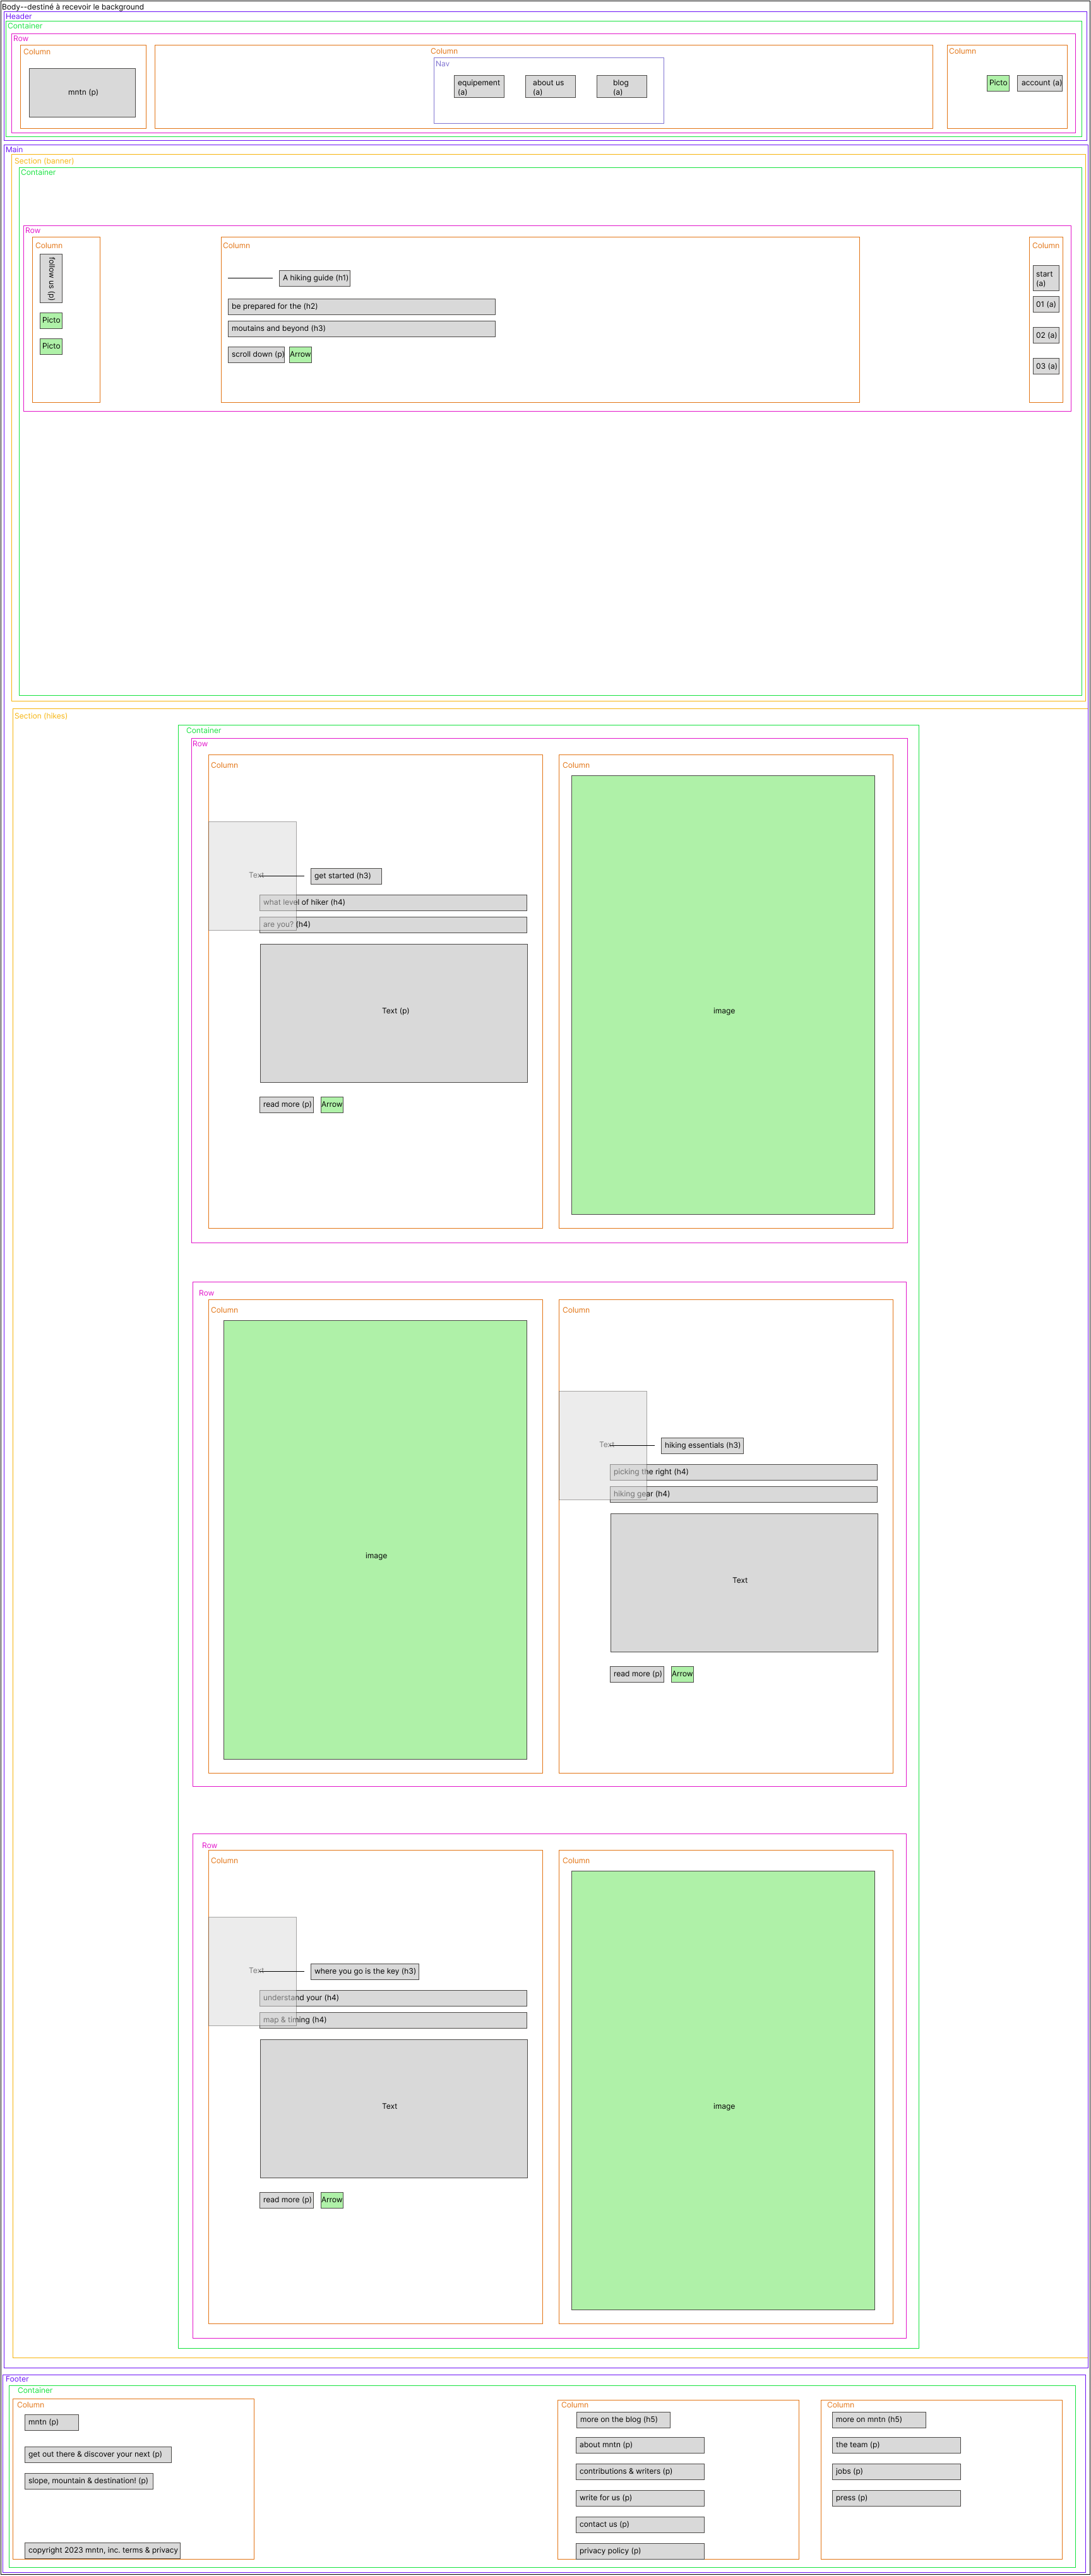 Body--destiné à recevoir le background
Header
Container
Row
Column
mntn (p)
Column
Nav
equipement
(a)
about us
(a)
blog
(a)
Column
Picto
account (a)
Main
Section (banner)
Container
Row
Column
follow us (p)
Picto
Picto
Column
A hiking guide (h1)
be prepared for the (h2)
moutains and beyond (h3)
scroll down (p)
Arrow
Column
start
(a)
01 (a)
02 (a)
03 (a)
Section (hikes)
Container
Row
Column
Text
get started (h3)
what level of hiker (h4)
are you? (h4)
Text (p)
read more (p)
Arrow
Column
image
Row
Column
image
Column
Text
hiking essentials (h3)
picking the right (h4)
hiking gear (h4)
Text
read more (p)
Arrow
Row
Column
Text
where you go is the key (h3)
understand your (h4)
map & timing (h4)
Text
read more (p)
Arrow
Column
image
Footer
Container
Column
mntn (p)
get out there & discover your next (p)
slope, mountain & destination! (p)
copyright 2023 mntn, inc. terms & privacy
Column
more on the blog (h5)
about mntn (p)
contributions & writers (p)
write for us (p)
contact us (p)
privacy policy (p)
Column
more on mntn (h5)
the team (p)
jobs (p)
press (p)